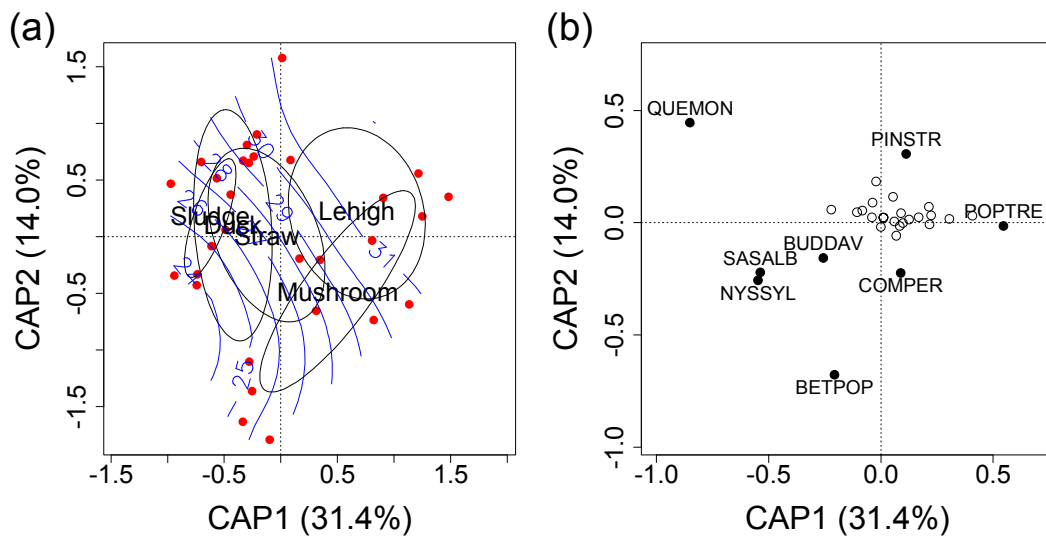 (a)
(b)
CAP2 (14.0%)
1.5
0.5
-0.5
-1.5
Sludge
Dusk
Straw
Lehigh
Mushroom
29
31
25
-1.5
-0.5
0.5
1.5
CAP1 (31.4%)
CAP2 (14.0%)
0.5
0.0
-0.5
-1.0
QUEMON
PINSTR
POPTRE
BUDDAV
SASALB
NYSSYL
COMPER
BETPOP
-1.0
-0.5
0.0
0.5
CAP1 (31.4%)